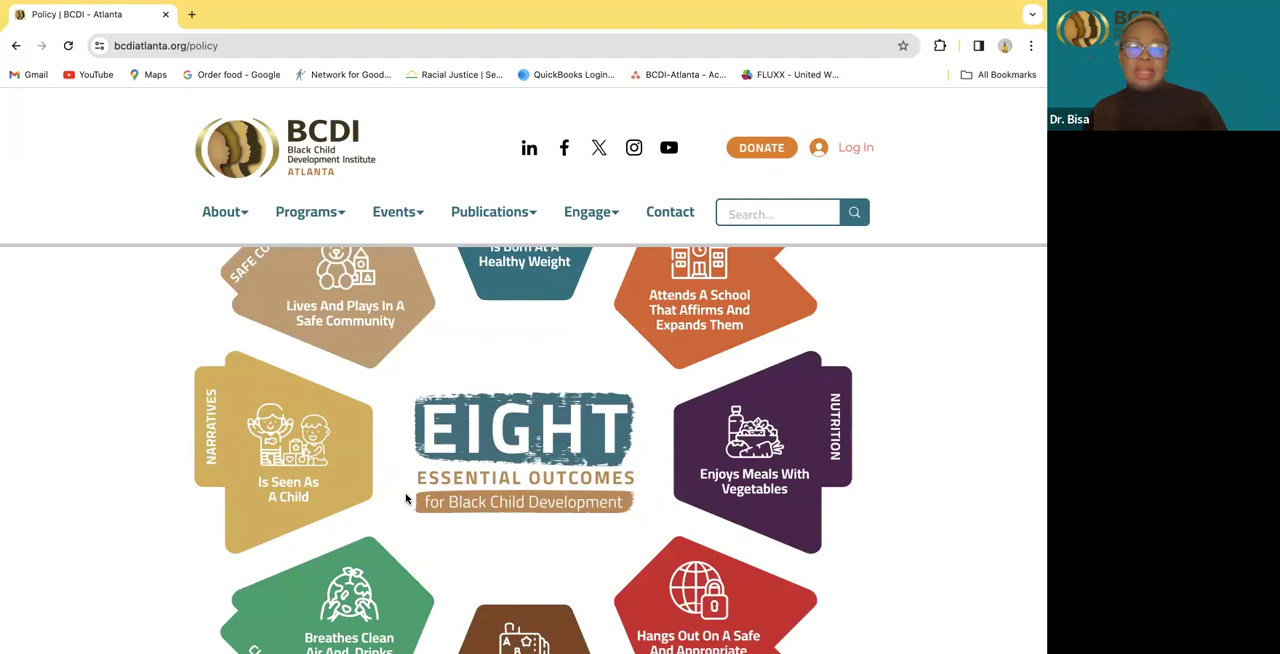 Policy | BCDI - Atlanta
bcdiatlanta.org/policy
Gmail
YouTube
Maps
Order food - Google
Network for Good...
Racial Justice | Se...
QuickBooks Login...
BCDI-Atlanta - Ac...
FLUXX - United W...
All Bookmarks
BCDI
Black Child
Development Institute
ATLANTA
DONATE
Log In
About
Programs
Events
Publications
Engage
Contact
Search...
SAFE CO
Lives And Plays In A
Safe Community
Is Born At A
Healthy Weight
Attends A School
That Affirms And
Expands Them
NARRATIVES
Is Seen As
A Child
EIGHT
ESSENTIAL OUTCOMES
for Black Child Development
NUTRITION
Enjoys Meals With
Vegetables
Breathes Clean
Air And Drinks
A
B
Hangs Out On A Safe
And Appropriate
BCD
Dr. Bisa